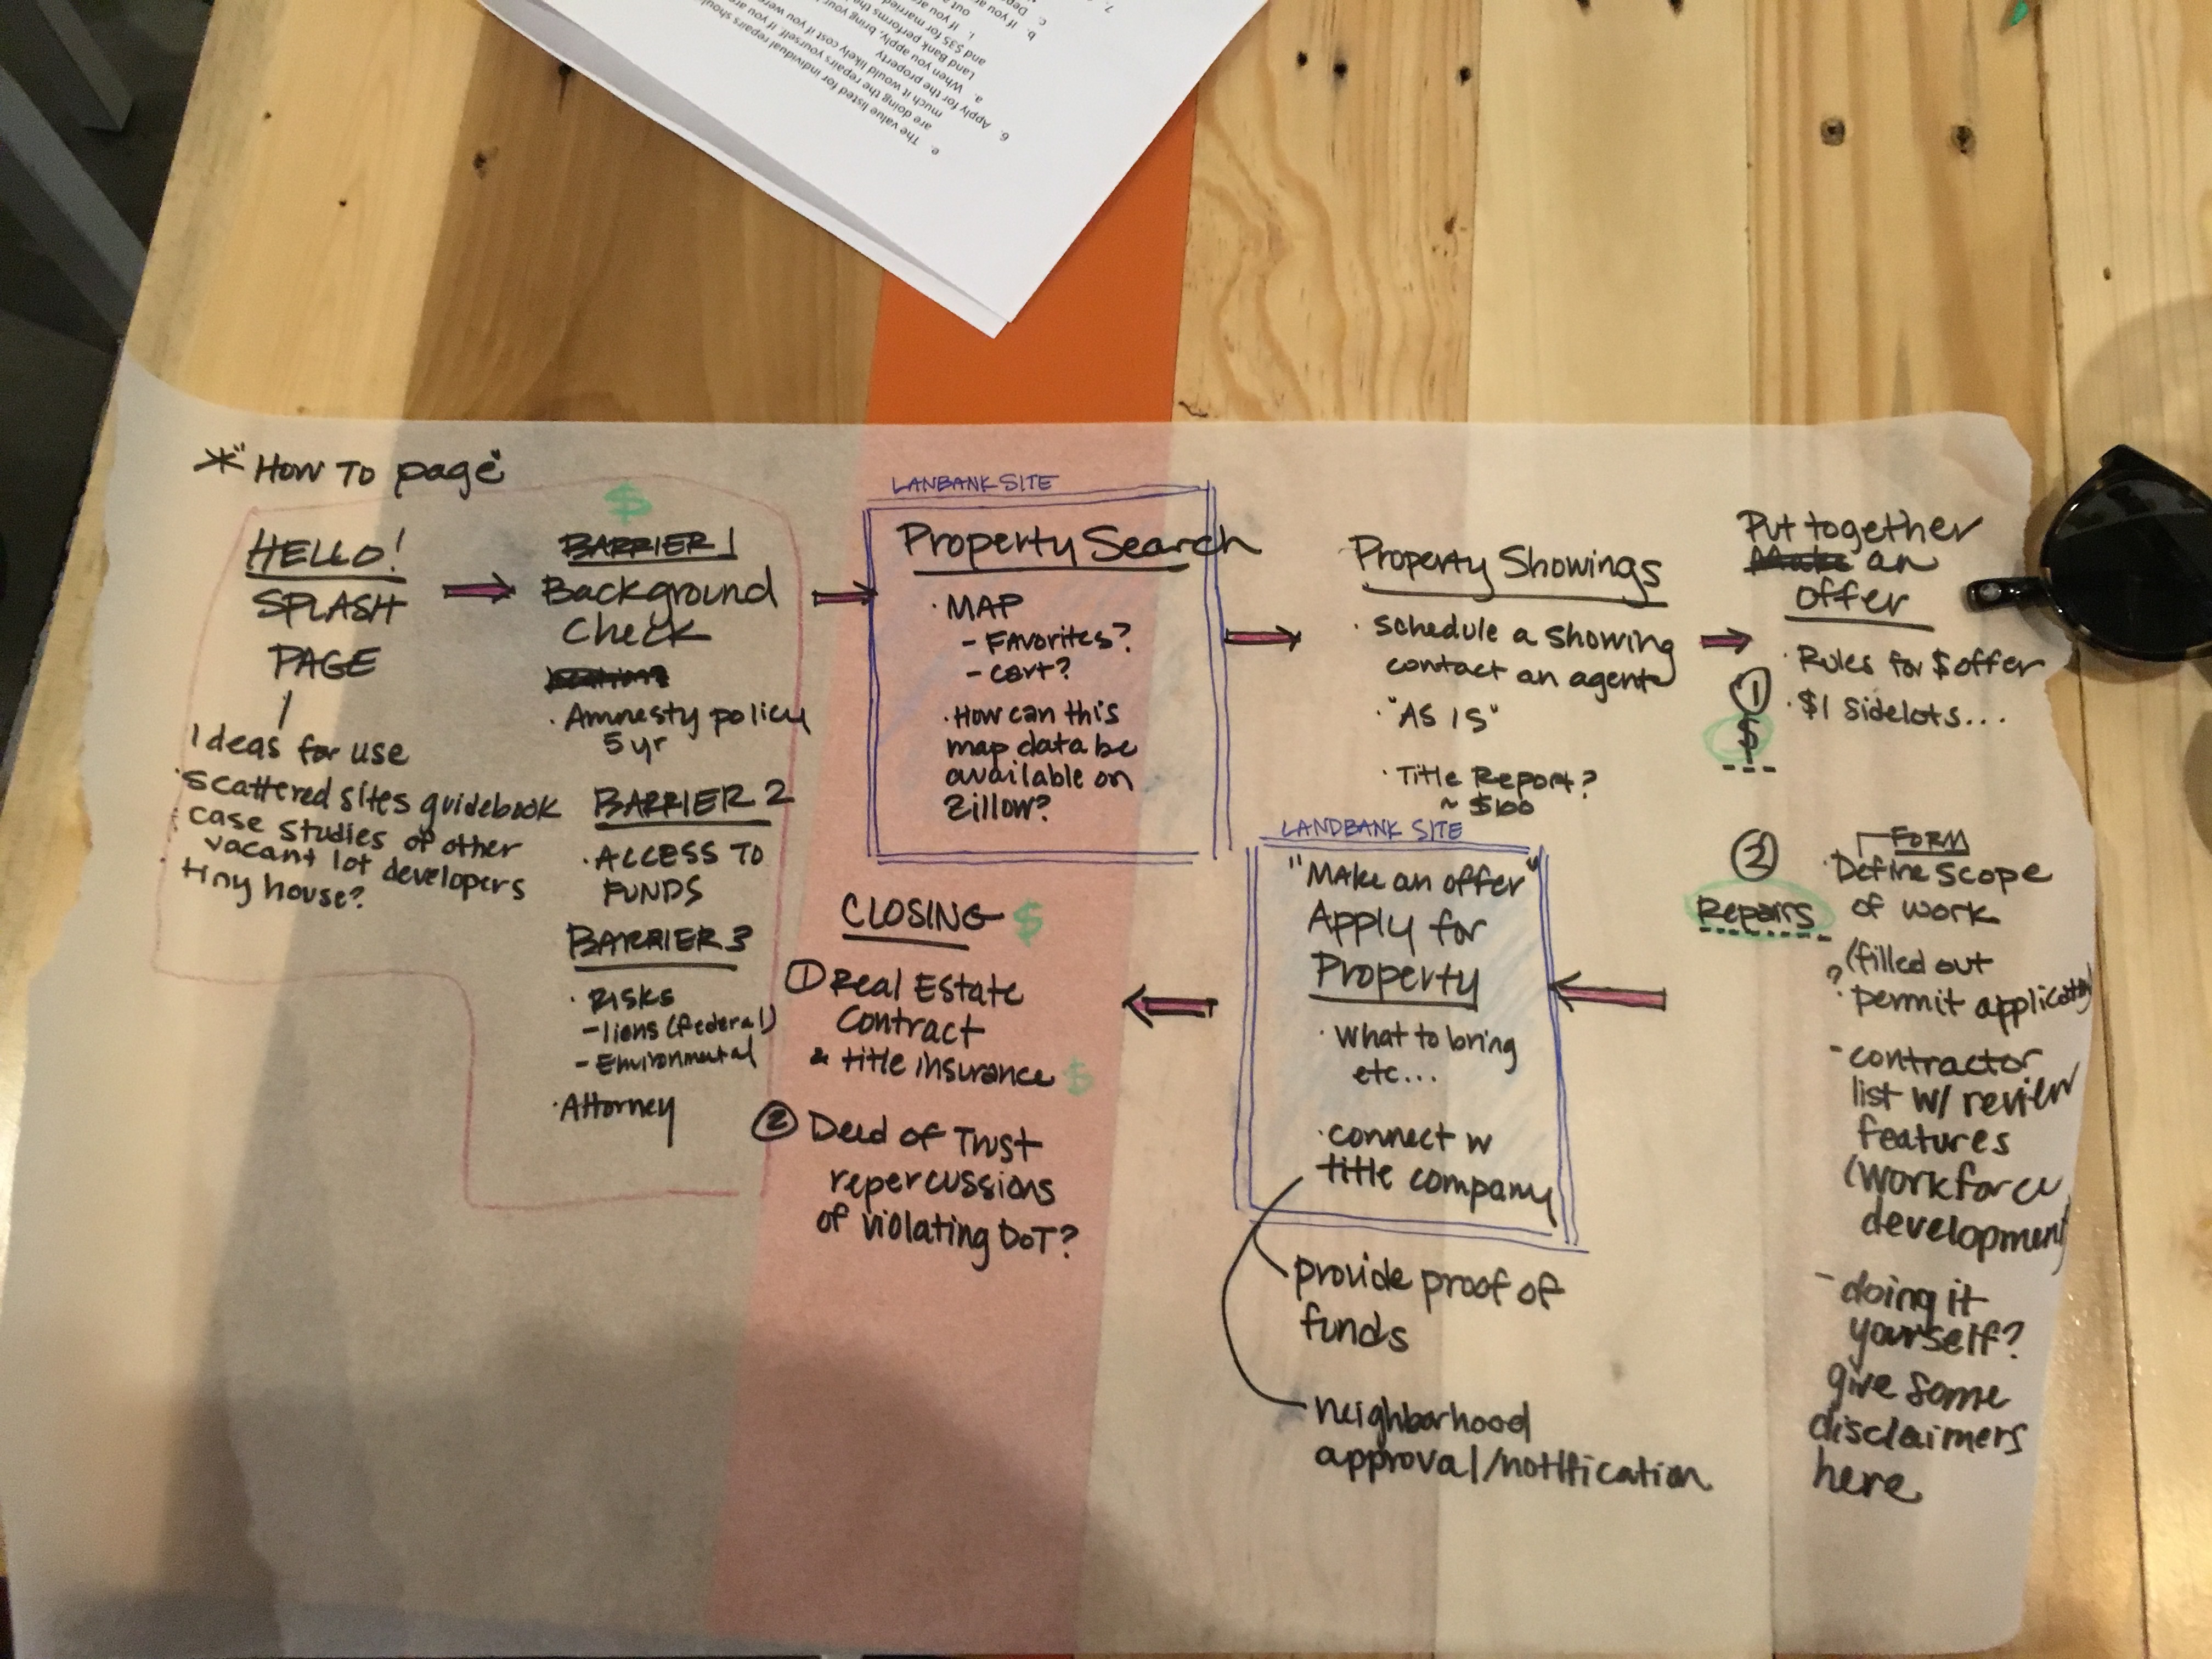 e. The value listed for individual repairs shou
are doing the repairs yourself. If you are
much it would likely cost if you were
6. Apply for the property
a. When you apply, bring your
Land Bank performs th
and $35 for married
i. If you are
out
b. If you a
c. Dep
7.
*"How To page"
HELLO!
SPLASH
PAGE
Ideas for use
· scattered sites guidebook
· case studies of other
vacant lot developers
· tiny house?
$
BARRIER 1
Background
Check
· Amnesty policy
5 yr
BARRIER 2
· ACCESS TO
FUNDS
BARRIER 3
· RISKS
- liens (federal)
- Environmental
· Attorney
LANBANK SITE
Property Search
· MAP
- Favorites?
- cart?
· How can this
map data be
available on
Zillow?
Property Showings
· schedule a showing
contact an agent
· "AS IS"
· Title Report?
~ $100
Put together
Make an
offer
① $
· Rules for $ offer
· $1 Sidelots...
② Repairs
FORM
· Define scope
of work
? (filled out
permit application)
- contractor
list w/ review
features
(workforce
development)
- doing it
yourself?
give some
disclaimers
here
LANDBANK SITE
"Make an offer"
Apply for
Property
· What to bring
etc...
· connect w
title company
provide proof of
funds
neighborhood
approval/notification
CLOSING $
① Real Estate
Contract
& title insurance $
② Deed of Trust
repercussions
of violating DoT?